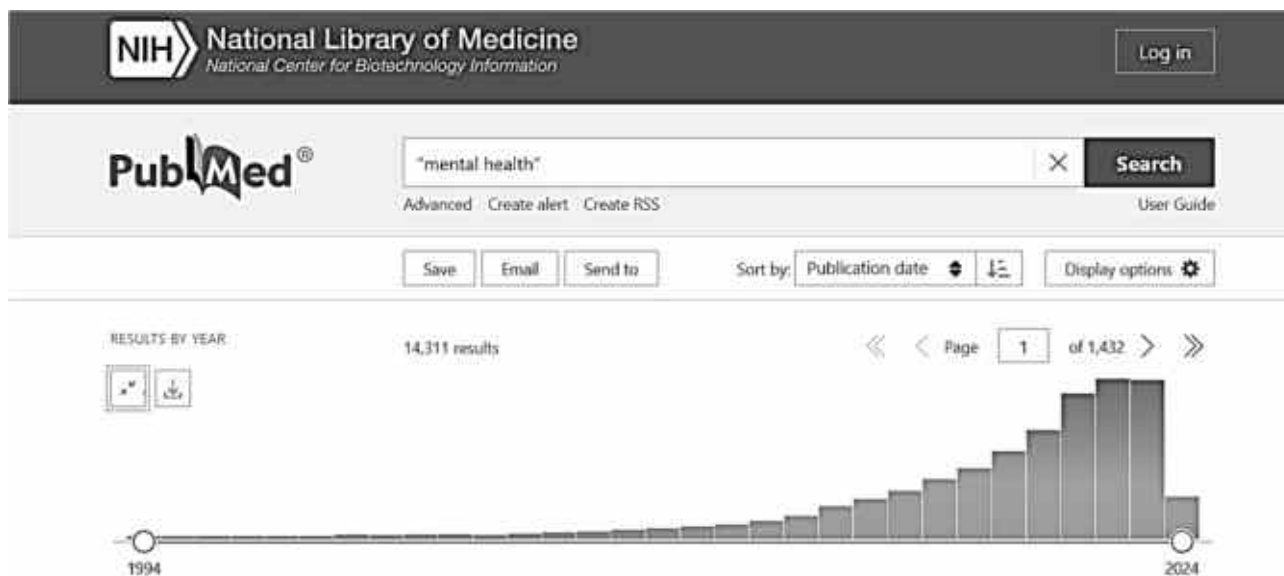 NIH National Library of Medicine
National Center for Biotechnology Information
Log in
PubMed®
"mental health"
Search
Advanced Create alert Create RSS
User Guide
Save Email Send to
Sort by: Publication date
Display options
RESULTS BY YEAR
14,311 results
Page 1 of 1,432
1994
2024